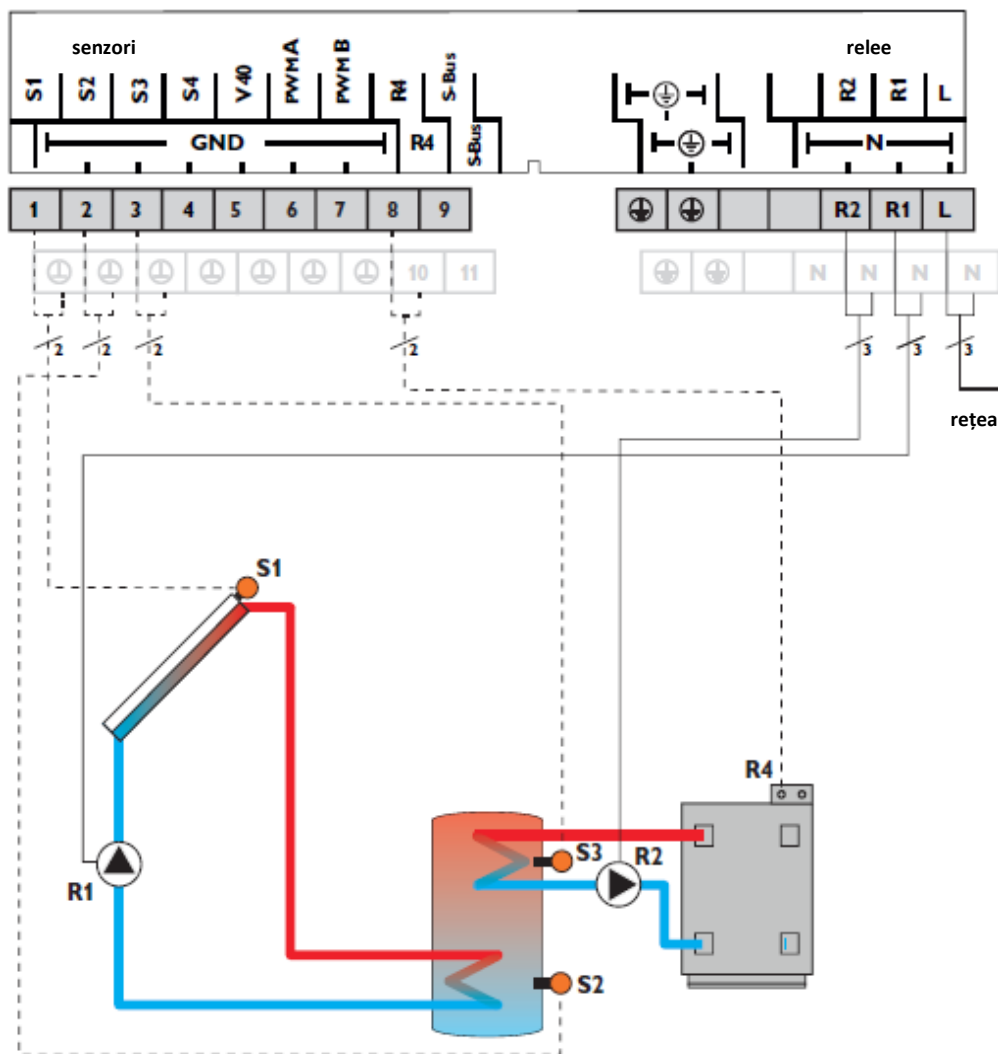 senzori
relee
S1 S2 S3 S4 V40 PWM A PWM B R4 S-Bus
R2 R1 L
GND R4 S-Bus
N
1 2 3 4 5 6 7 8 9
R2 R1 L
10 11
N N N N
2 2 2 2
3 3 3
rețea
S1
R4
S3 R2
R1
S2